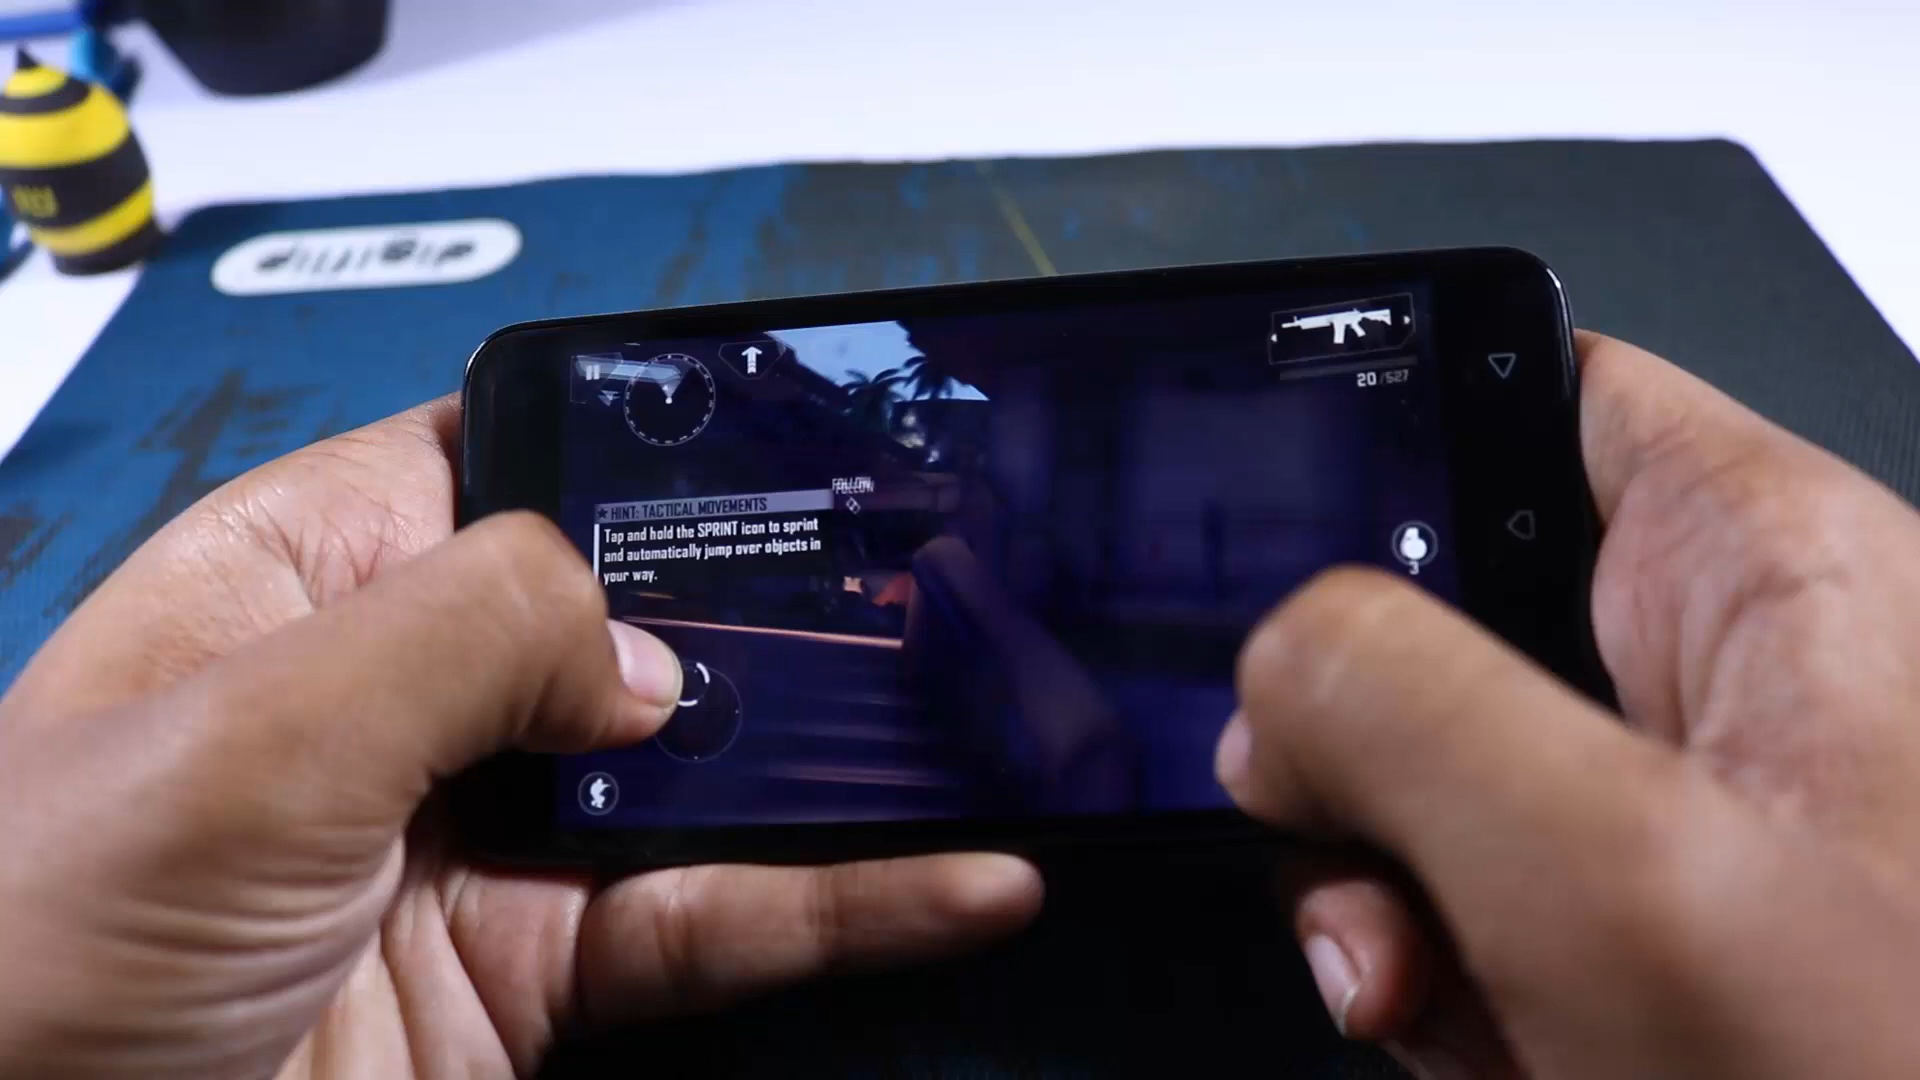 20/527
FOLLOW
FOLLOW
HINT: TACTICAL MOVEMENTS
Tap and hold the SPRINT icon to sprint
and automatically jump over objects in
your way.
3